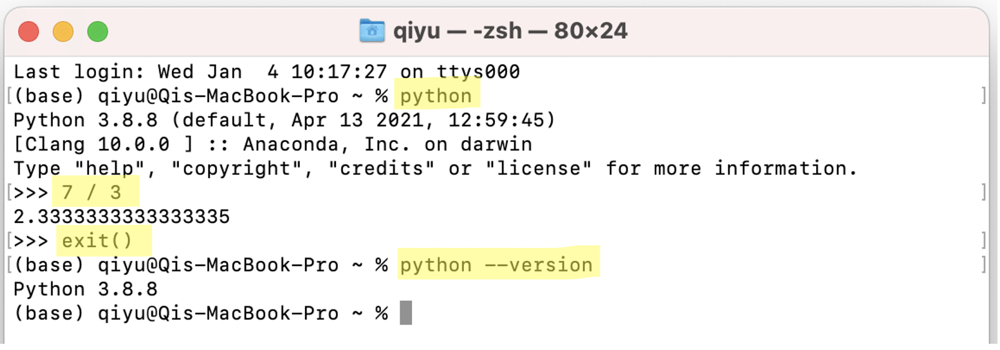 qiyu — -zsh — 80×24
Last login: Wed Jan  4 10:17:27 on ttys000
[(base) qiyu@Qis-MacBook-Pro ~ % python ]
Python 3.8.8 (default, Apr 13 2021, 12:59:45)
[Clang 10.0.0 ] :: Anaconda, Inc. on darwin
Type "help", "copyright", "credits" or "license" for more information.
[>>> 7 / 3 ]
2.3333333333333335
[>>> exit() ]
[(base) qiyu@Qis-MacBook-Pro ~ % python --version ]
Python 3.8.8
(base) qiyu@Qis-MacBook-Pro ~ %